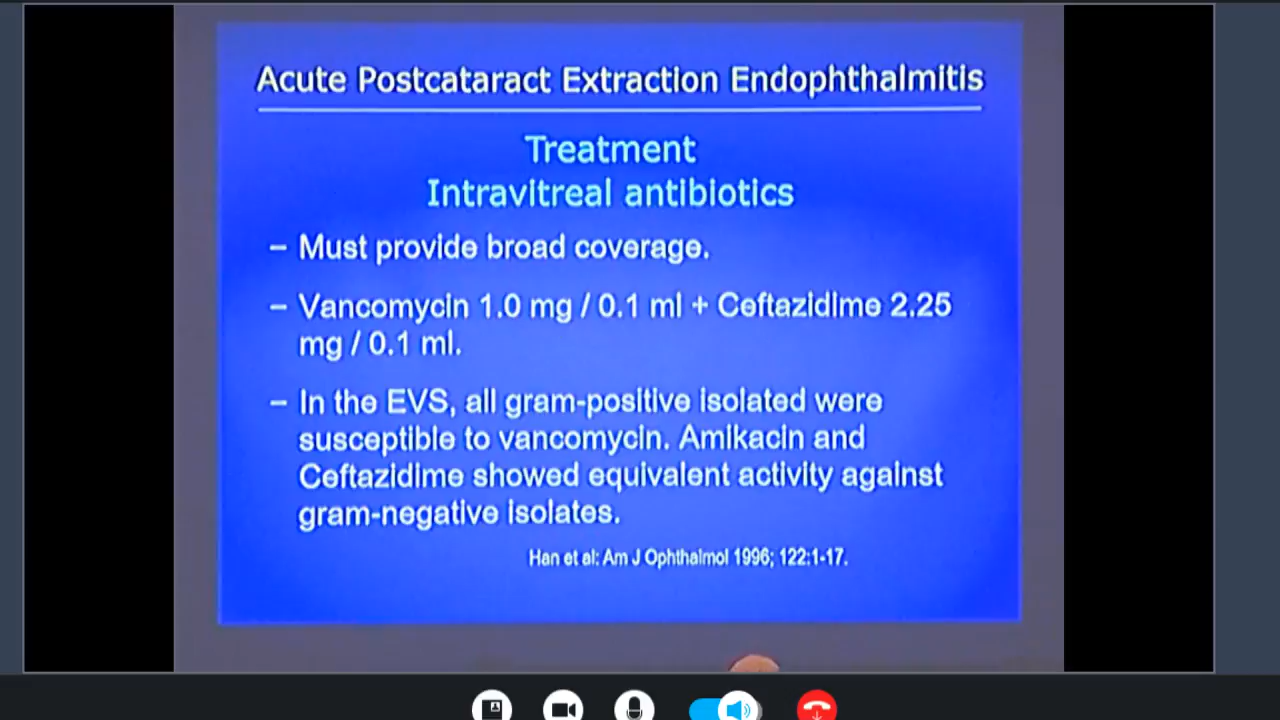 Acute Postcataract Extraction Endophthalmitis
Treatment
Intravitreal antibiotics
– Must provide broad coverage.
– Vancomycin 1.0 mg / 0.1 ml + Ceftazidime 2.25
mg / 0.1 ml.
– In the EVS, all gram-positive isolated were
susceptible to vancomycin. Amikacin and
Ceftazidime showed equivalent activity against
gram-negative isolates.
Han et al: Am J Ophthalmol 1996; 122:1-17.